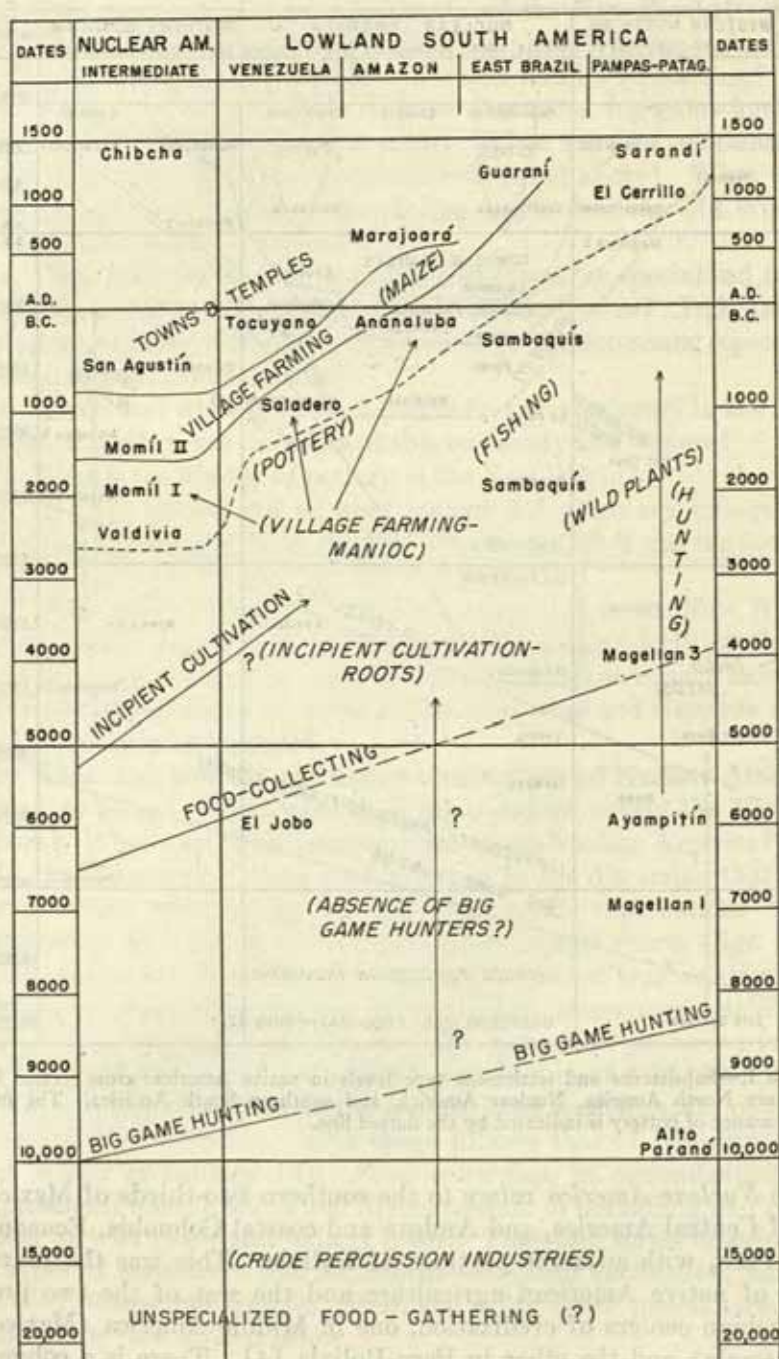 DATES
NUCLEAR AM.
INTERMEDIATE
LOWLAND SOUTH AMERICA
VENEZUELA
AMAZON
EAST BRAZIL
PAMPAS-PATAG.
DATES
1500
Chibcha
Sarandí
1500
Guaraní
1000
El Cerrillo
1000
Marajoará
500
500
(MAIZE)
TOWNS & TEMPLES
A.D.
A.D.
B.C.
Tocuyano
Ananatuba
B.C.
Sambaquís
San Agustín
VILLAGE FARMING
1000
Saladero
1000
(FISHING)
Momíl II
(POTTERY)
2000
Momíl I
Sambaquís
(WILD PLANTS)
(HUNTING)
2000
Valdivia
(VILLAGE FARMING-
MANIOC)
3000
3000
INCIPIENT CULTIVATION
4000
?
(INCIPIENT CULTIVATION-
ROOTS)
Magellan 3
4000
5000
FOOD-COLLECTING
5000
6000
El Jobo
?
Ayampitín
6000
7000
(ABSENCE OF BIG
GAME HUNTERS?)
Magellan I
7000
8000
8000
?
BIG GAME HUNTING
9000
9000
BIG GAME HUNTING
10,000
Alto
Paraná
10,000
15,000
(CRUDE PERCUSSION INDUSTRIES)
15,000
UNSPECIALIZED FOOD-GATHERING (?)
20,000
20,000